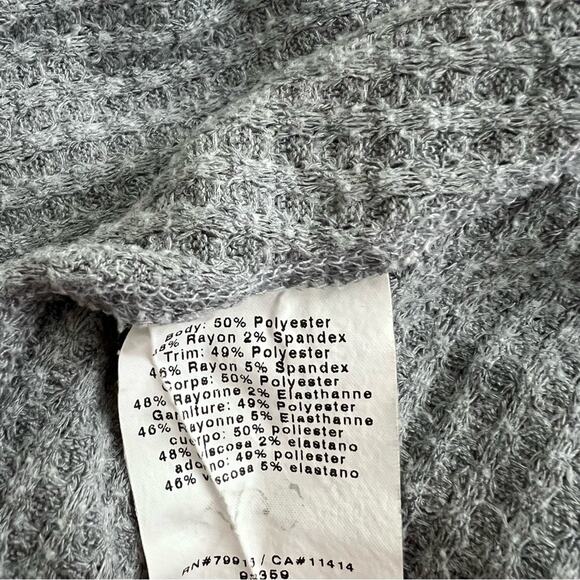 Body: 50% Polyester
48% Rayon 2% Spandex
Trim: 49% Polyester
46% Rayon 5% Spandex
Corps: 50% Polyester
48% Rayonne 2% Elasthanne
Garniture: 49% Polyester
46% Rayonne 5% Elasthanne
cuerpo: 50% poliester
48% viscosa 2% elastano
adorno: 49% poliester
46% viscosa 5% elastano
/ CA#11414